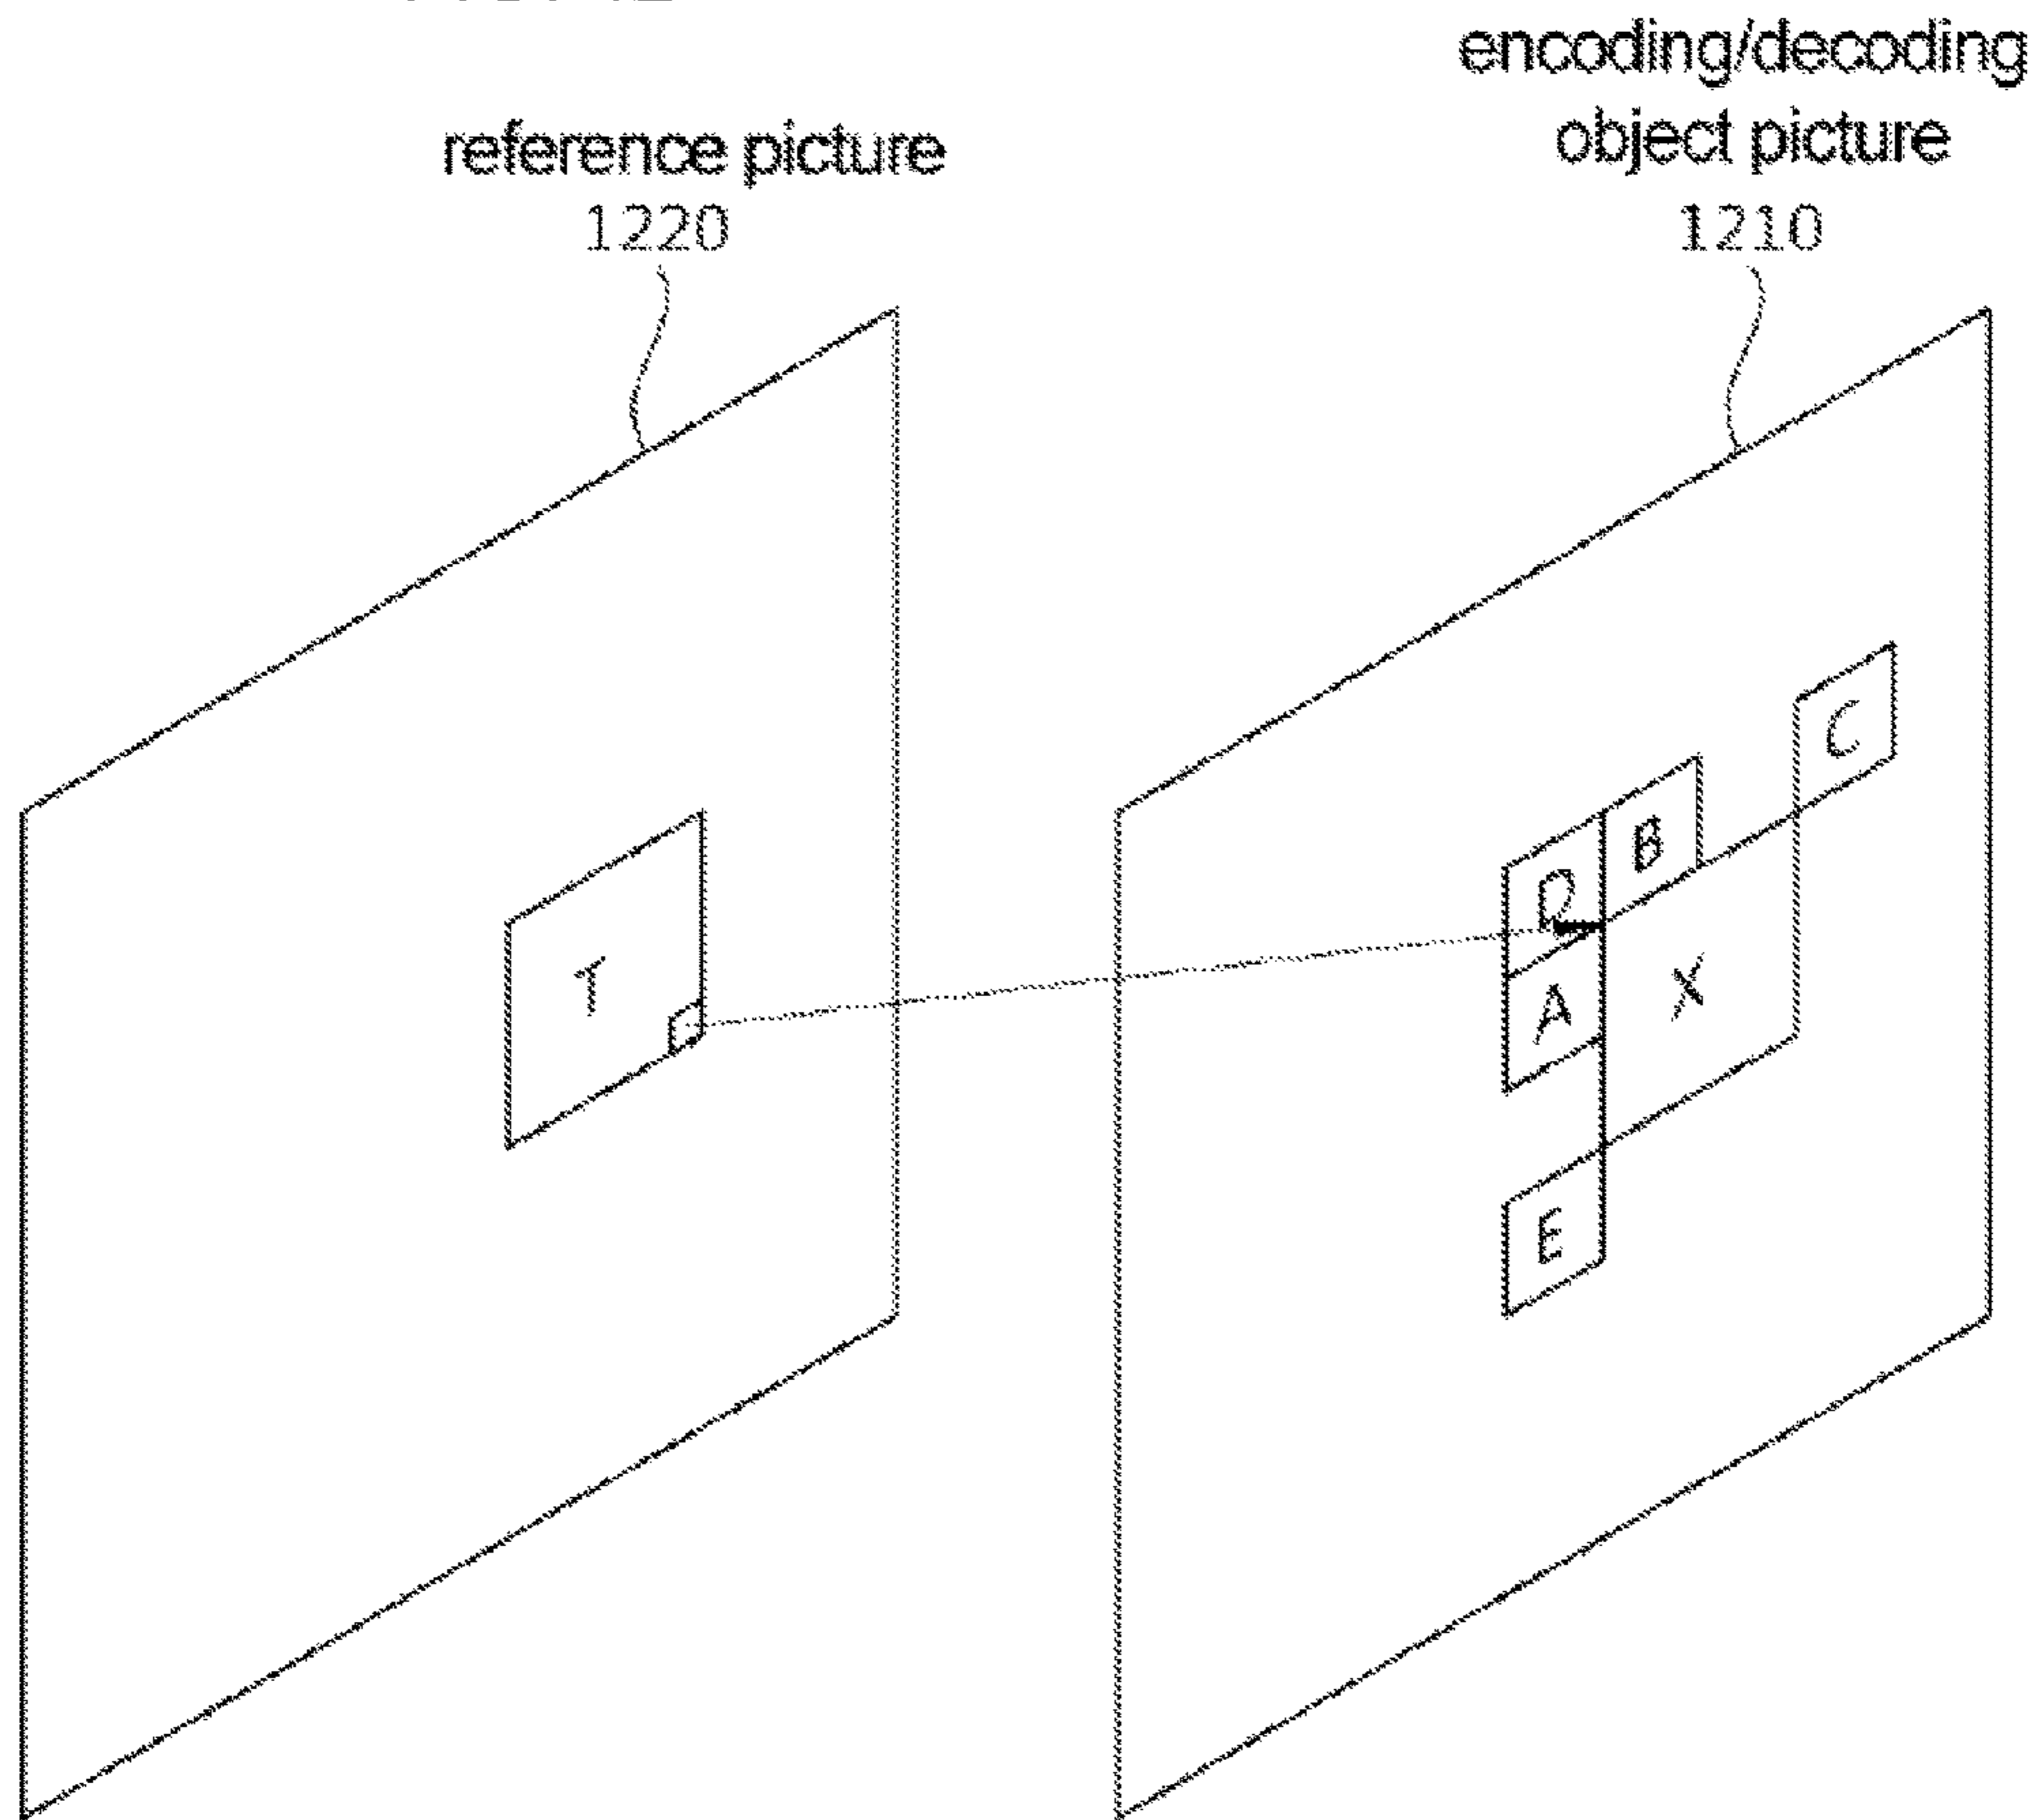 reference picture
1220
encoding/decoding
object picture
1210
T
C
B
D
A
X
E